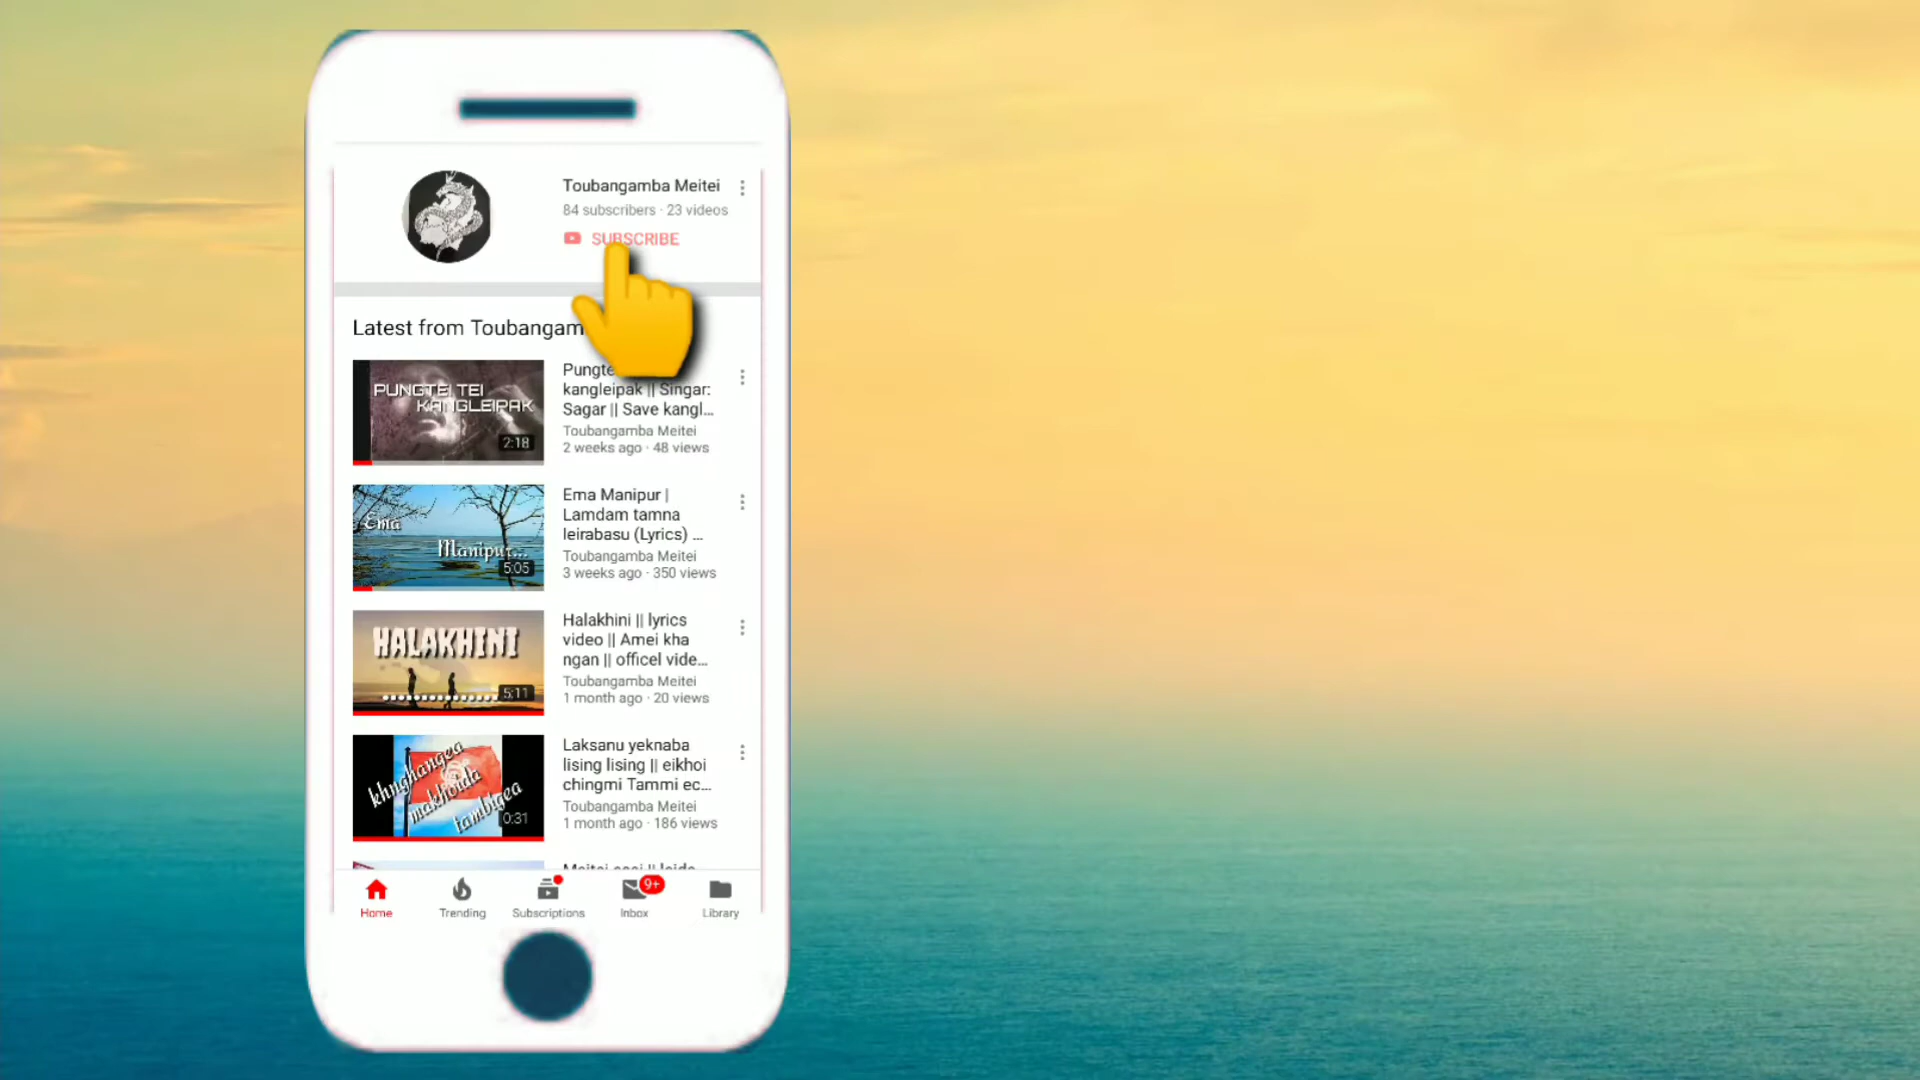 Toubangamba Meitei
84 subscribers · 23 videos
SUBSCRIBE
Latest from Toubangam
PUNGTEI TEI
KANGLEIPAK
2:18
Pungte
kangleipak || Singar:
Sagar || Save kangl...
Toubangamba Meitei
2 weeks ago · 48 views
Ema
Manipur...
5:05
Ema Manipur |
Lamdam tamna
leirabasu (Lyrics) ...
Toubangamba Meitei
3 weeks ago · 350 views
HALAKHINI
5:11
Halakhini || lyrics
video || Amei kha
ngan || officel vide...
Toubangamba Meitei
1 month ago · 20 views
makhoida
tambigea
0:31
Laksanu yeknaba
lising lising || eikhoi
chingmi Tammi ec...
Toubangamba Meitei
1 month ago · 186 views
9+
Home
Trending
Subscriptions
Inbox
Library